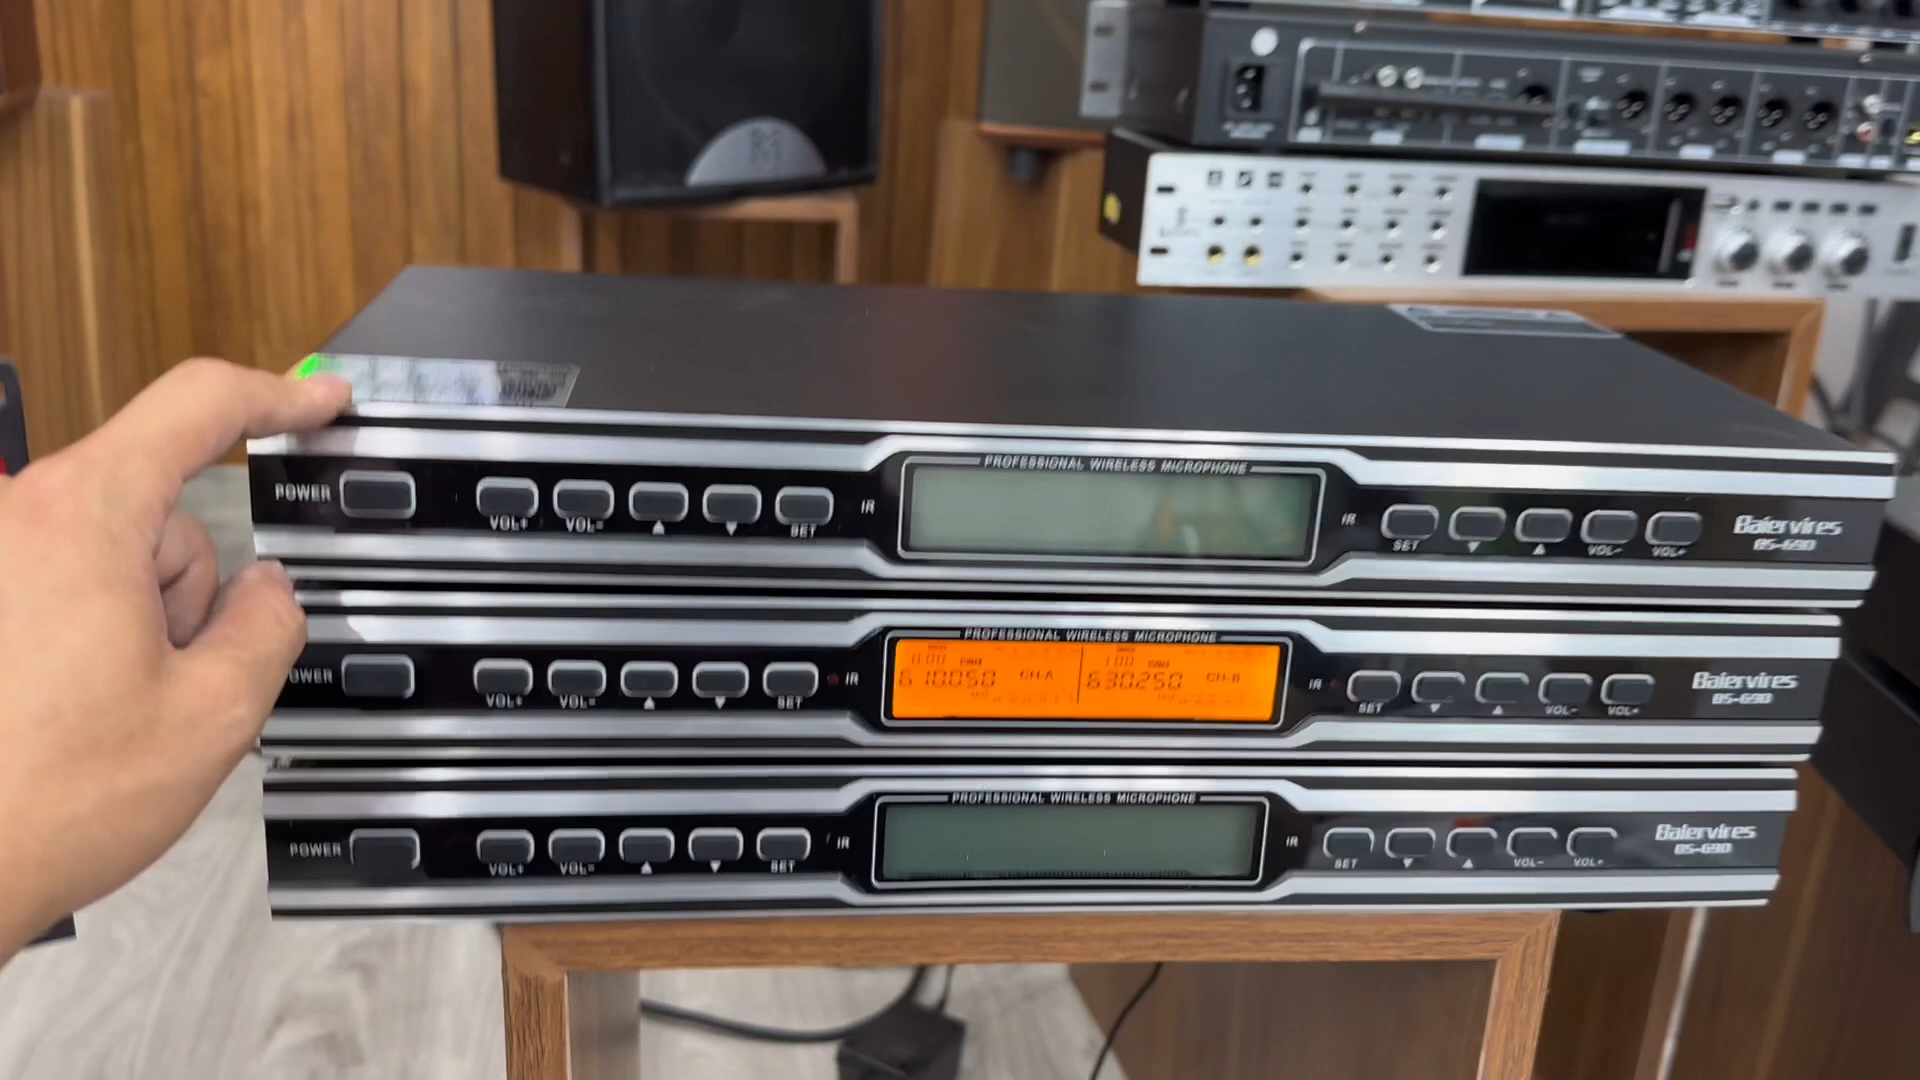 PROFESSIONAL WIRELESS MICROPHONE
POWER VOL+ VOL- ▲ ▼ SET IR IR SET ▼ ▲ VOL- VOL+ Baiervires
BS-690
PROFESSIONAL WIRELESS MICROPHONE
610.050 CH-A 630.250 CH-B
OWER VOL+ VOL- ▲ ▼ SET IR IR SET ▼ ▲ VOL- VOL+ Baiervires
BS-690
PROFESSIONAL WIRELESS MICROPHONE
POWER VOL+ VOL- ▲ ▼ SET IR IR SET ▼ ▲ VOL- VOL+ Baiervires
BS-690